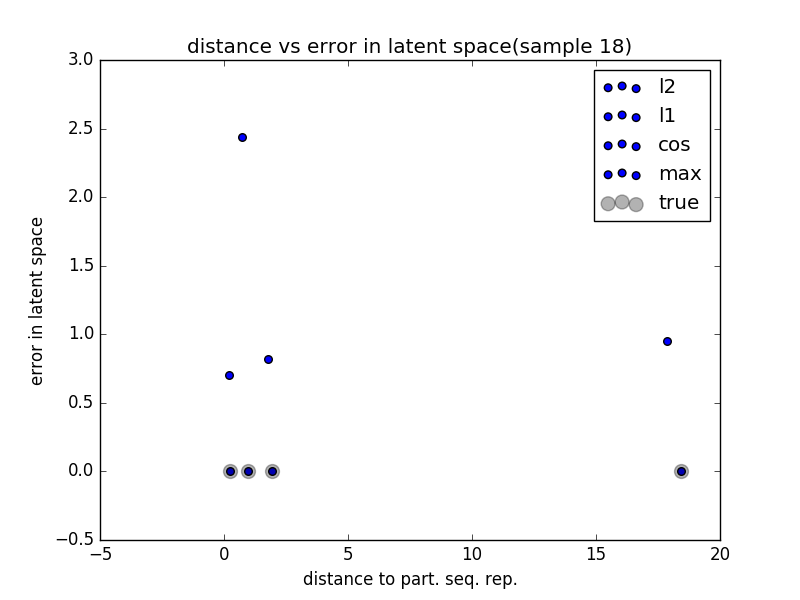 distance vs error in latent space(sample 18)
3.0
2.5
2.0
1.5
1.0
0.5
0.0
−0.5
error in latent space
l2
l1
cos
max
true
−5 0 5 10 15 20
distance to part. seq. rep.